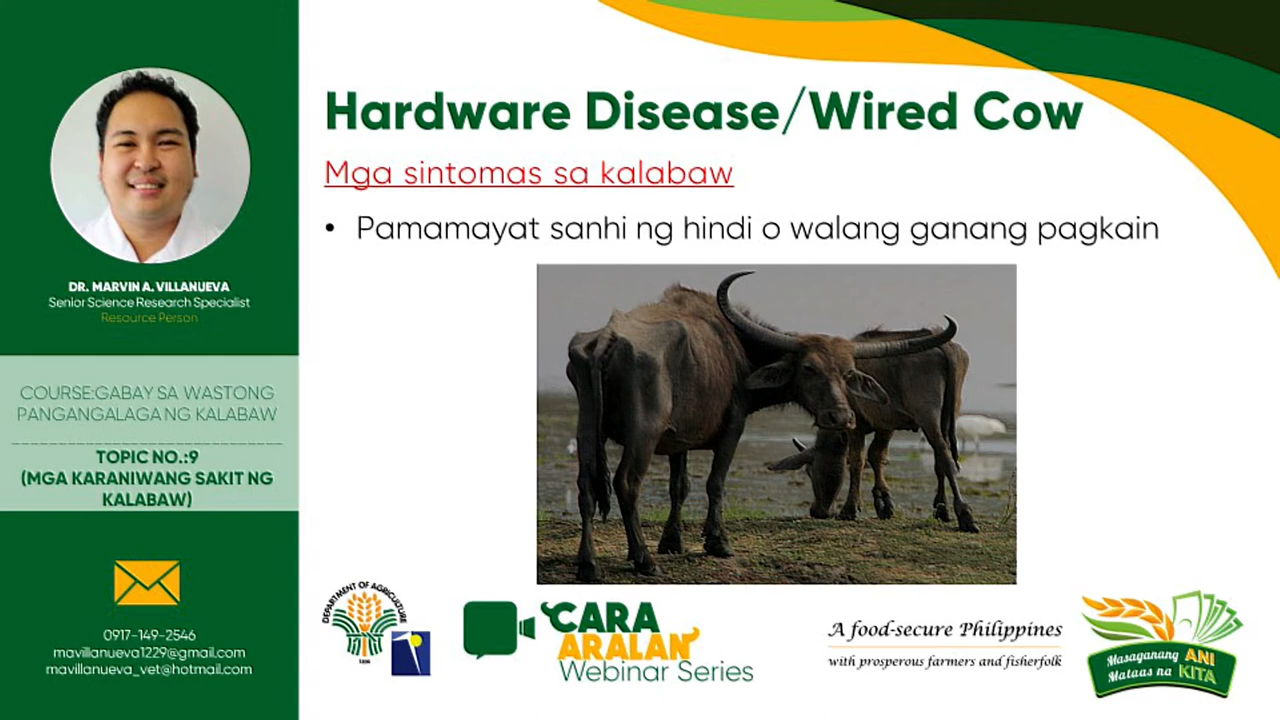 Hardware Disease/Wired Cow
Mga sintomas sa kalabaw
• Pamamayat sanhi ng hindi o walang ganang pagkain
DR. MARVIN A. VILLANUEVA
Senior Science Research Specialist
Resource Person
COURSE:GABAY SA WASTONG
PANGANGALAGA NG KALABAW
TOPIC NO.:9
(MGA KARANIWANG SAKIT NG
KALABAW)
0917-149-2546
mavillanueva1229@gmail.com
mavillanueva_vet@hotmail.com
DEPARTMENT OF AGRICULTURE
CARA
ARALAN
Webinar Series
A food-secure Philippines
with prosperous farmers and fisherfolk
Masaganang ANI
Mataas na KITA